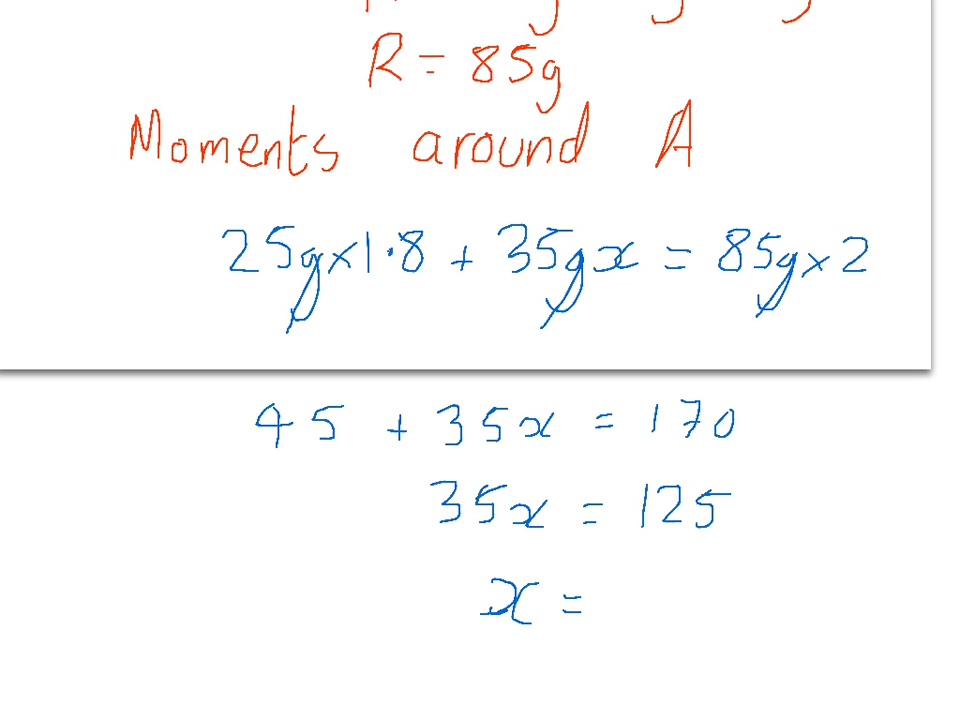 R = 85g
Moments around A
25g×1·8 + 35gx = 85g×2
45 + 35x = 170
35x = 125
x =